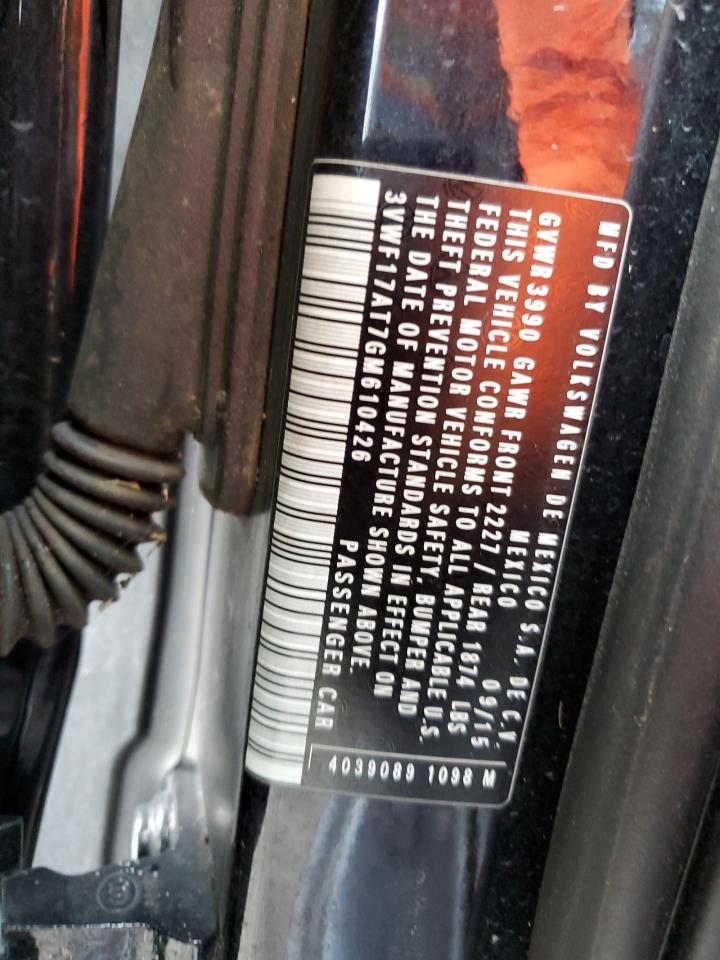 MFD BY VOLKSWAGEN DE MEXICO S.A. DE C.V.
MEXICO 09/15
GVWR 3990 GAWR FRONT 2227 / REAR 1874 LBS
THIS VEHICLE CONFORMS TO ALL APPLICABLE U.S.
FEDERAL MOTOR VEHICLE SAFETY, BUMPER AND
THEFT PREVENTION STANDARDS IN EFFECT ON
THE DATE OF MANUFACTURE SHOWN ABOVE.
3VWF17AT7GM610426 PASSENGER CAR
4039089 1098 M